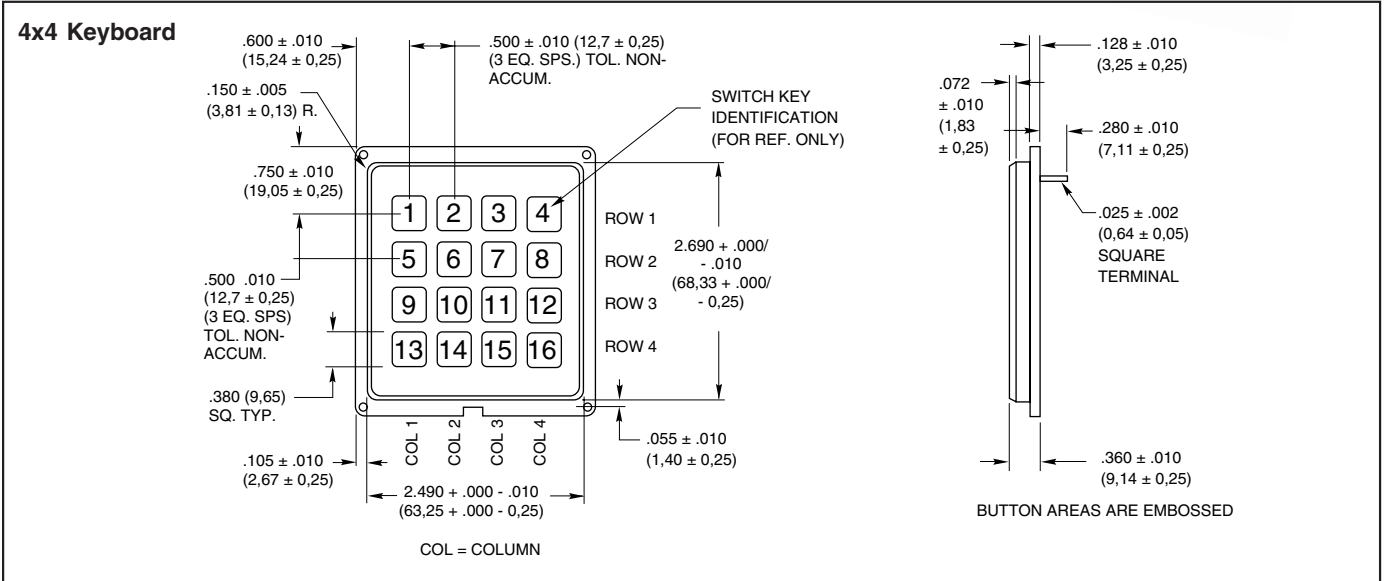 4x4 Keyboard
.600 ± .010
(15,24 ± 0,25)
.500 ± .010 (12,7 ± 0,25)
(3 EQ. SPS.) TOL. NON-
ACCUM.
.150 ± .005
(3,81 ± 0,13) R.
SWITCH KEY
IDENTIFICATION
(FOR REF. ONLY)
.750 ± .010
(19,05 ± 0,25)
1 2 3 4
ROW 1
5 6 7 8
ROW 2
9 10 11 12
ROW 3
13 14 15 16
ROW 4
.500 .010
(12,7 ± 0,25)
(3 EQ. SPS)
TOL. NON-
ACCUM.
2.690 + .000/
- .010
(68,33 + .000/
- 0,25)
.380 (9,65)
SQ. TYP.
COL 1
COL 2
COL 3
COL 4
.055 ± .010
(1,40 ± 0,25)
.105 ± .010
(2,67 ± 0,25)
2.490 + .000 - .010
(63,25 + .000 - 0,25)
COL = COLUMN
.128 ± .010
(3,25 ± 0,25)
.072
± .010
(1,83
± 0,25)
.280 ± .010
(7,11 ± 0,25)
.025 ± .002
(0,64 ± 0,05)
SQUARE
TERMINAL
.360 ± .010
(9,14 ± 0,25)
BUTTON AREAS ARE EMBOSSED